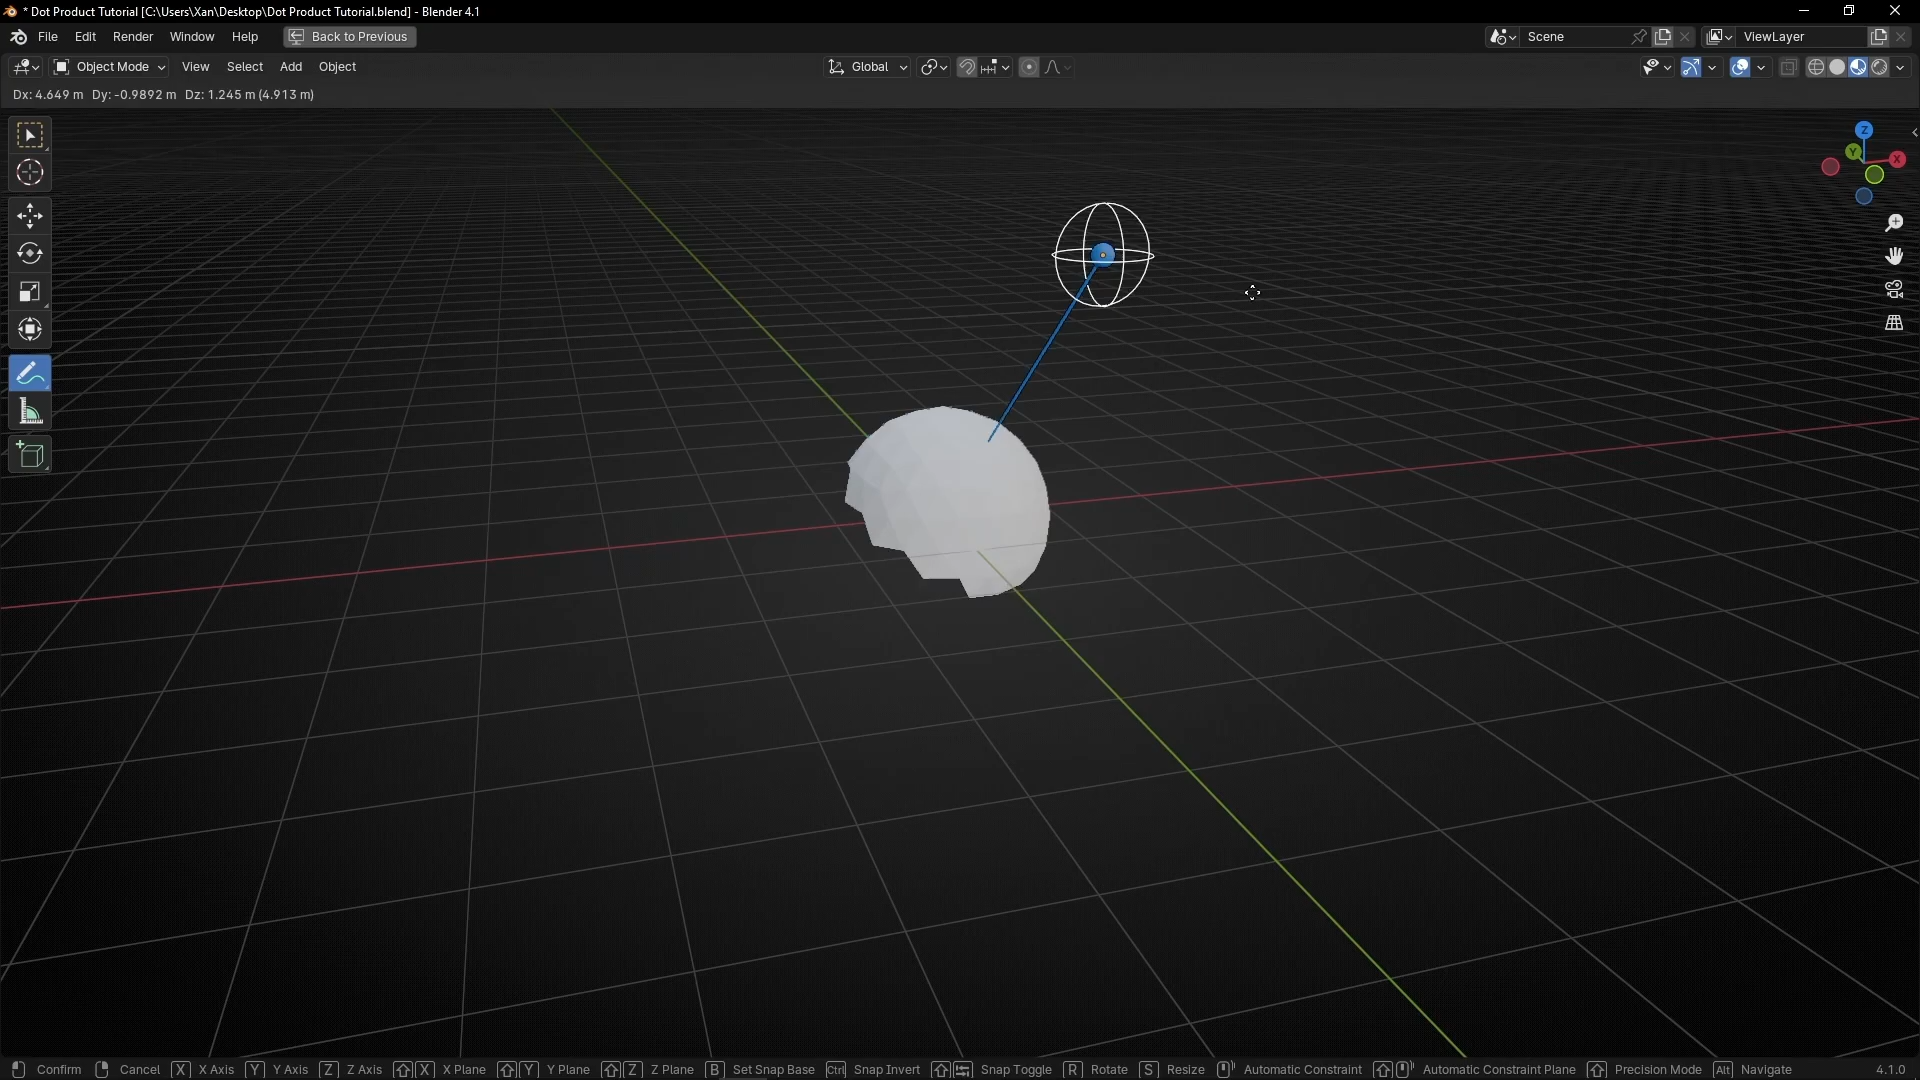 * Dot Product Tutorial [C:\Users\Xan\Desktop\Dot Product Tutorial.blend] - Blender 4.1
File Edit Render Window Help Back to Previous Scene ViewLayer
Object Mode View Select Add Object Global
Dx: 4.649 m Dy: -0.9892 m Dz: 1.245 m (4.913 m)
Z
Y X
Confirm Cancel X X Axis Y Y Axis Z Z Axis X X Plane Y Y Plane Z Z Plane B Set Snap Base Ctrl Snap Invert Snap Toggle R Rotate S Resize Automatic Constraint Automatic Constraint Plane Precision Mode Alt Navigate 4.1.0